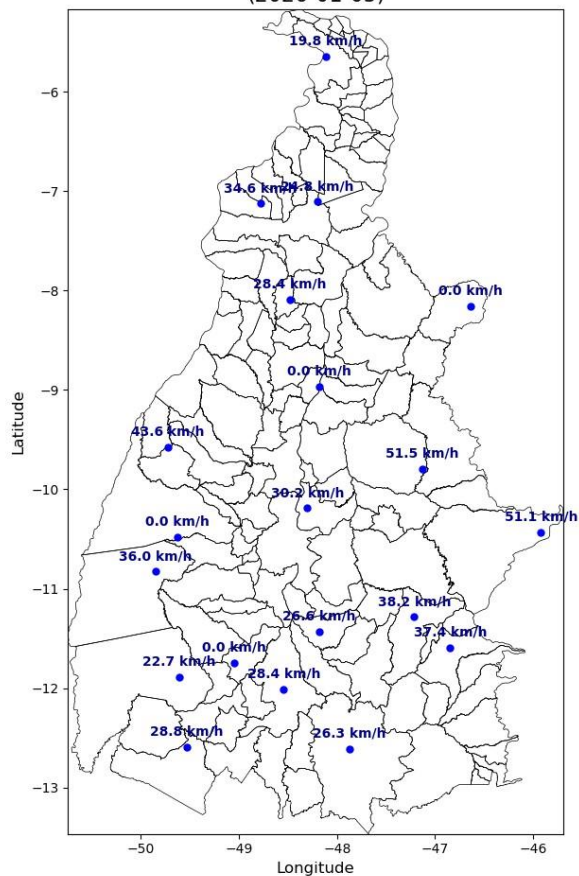 19.8 km/h
34.6 km/h
km/h
28.4 km/h
0.0 km/h
0.0 km/h
43.6 km/h
51.5 km/h
30.2 km/h
0.0 km/h
51.1 km/h
36.0 km/h
38.2 km/h
26.6 km/h
37.4 km/h
0.0 km/h
22.7 km/h
28.4 km/h
28.8 km/h
26.3 km/h
−6
−7
−8
−9
−10
−11
−12
−13
Latitude
−50
−49
−48
−47
−46
Longitude